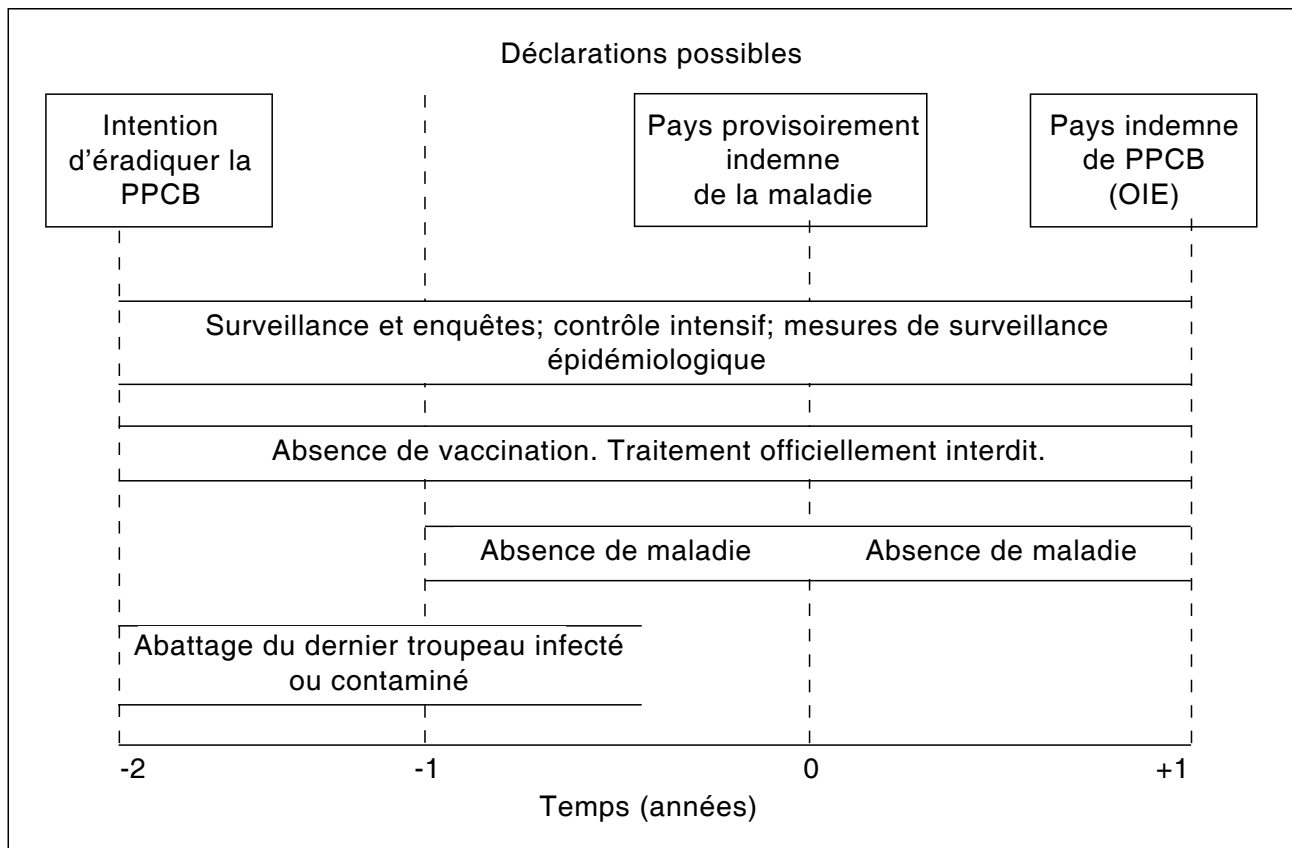 Déclarations possibles
Intention
d'éradiquer la
PPCB
Pays provisoirement
indemne
de la maladie
Pays indemne
de PPCB
(OIE)
Surveillance et enquêtes; contrôle intensif; mesures de surveillance
épidémiologique
Absence de vaccination. Traitement officiellement interdit.
Absence de maladie
Absence de maladie
Abattage du dernier troupeau infecté
ou contaminé
-2
-1
0
+1
Temps (années)